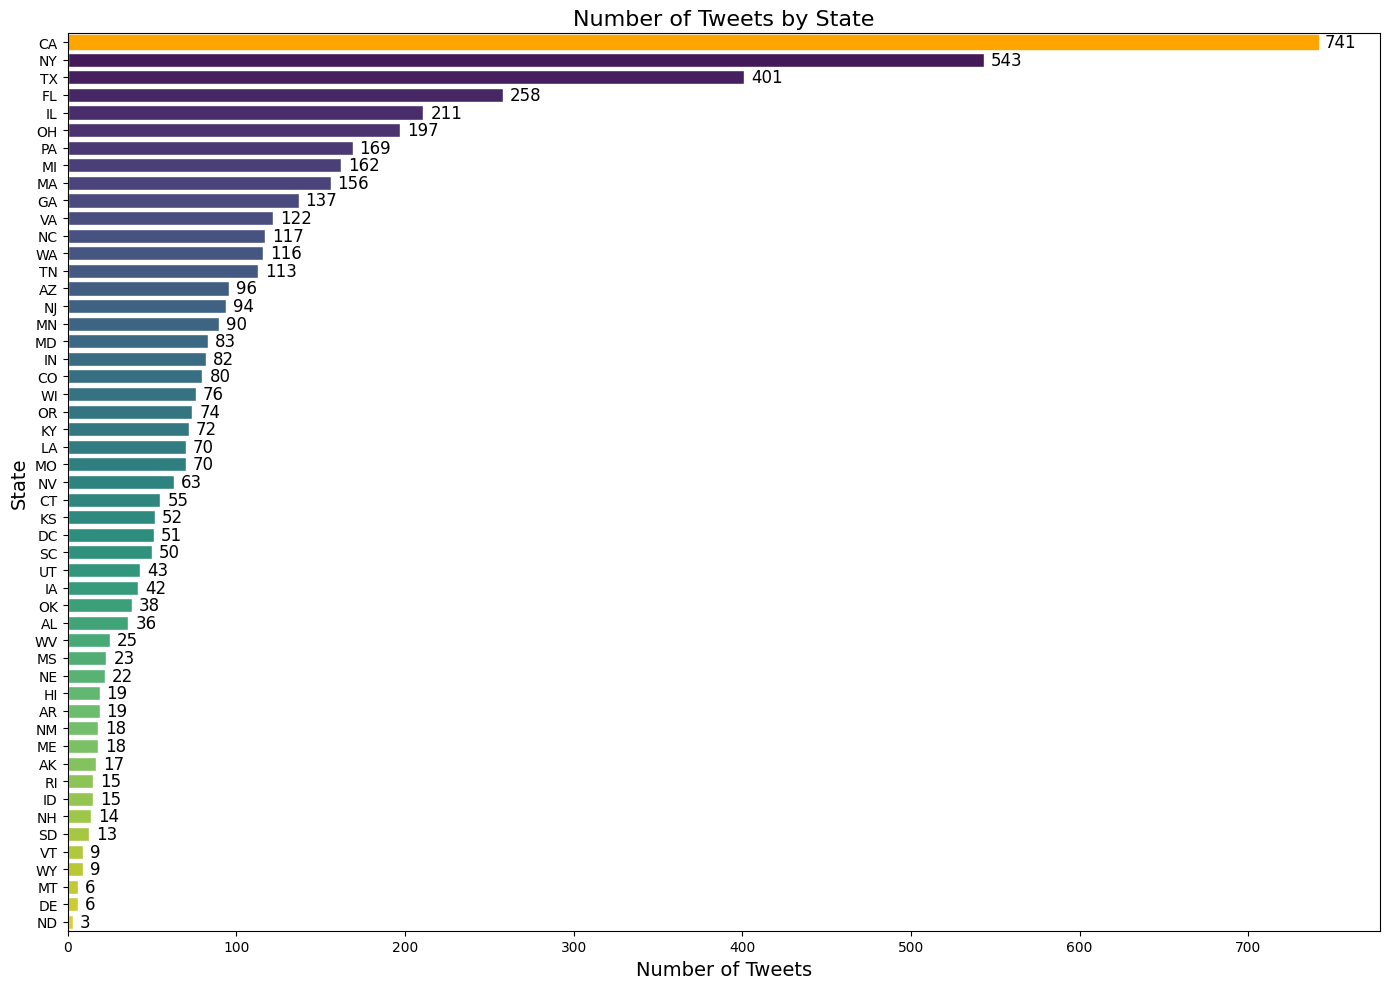 Number of Tweets by State
CA 741
NY 543
TX 401
FL 258
IL 211
OH 197
PA 169
MI 162
MA 156
GA 137
VA 122
NC 117
WA 116
TN 113
AZ 96
NJ 94
MN 90
MD 83
IN 82
CO 80
WI 76
OR 74
KY 72
LA 70
MO 70
NV 63
CT 55
KS 52
DC 51
SC 50
UT 43
IA 42
OK 38
AL 36
WV 25
MS 23
NE 22
HI 19
AR 19
NM 18
ME 18
AK 17
RI 15
ID 15
NH 14
SD 13
VT 9
WY 9
MT 6
DE 6
ND 3
State
0 100 200 300 400 500 600 700
Number of Tweets